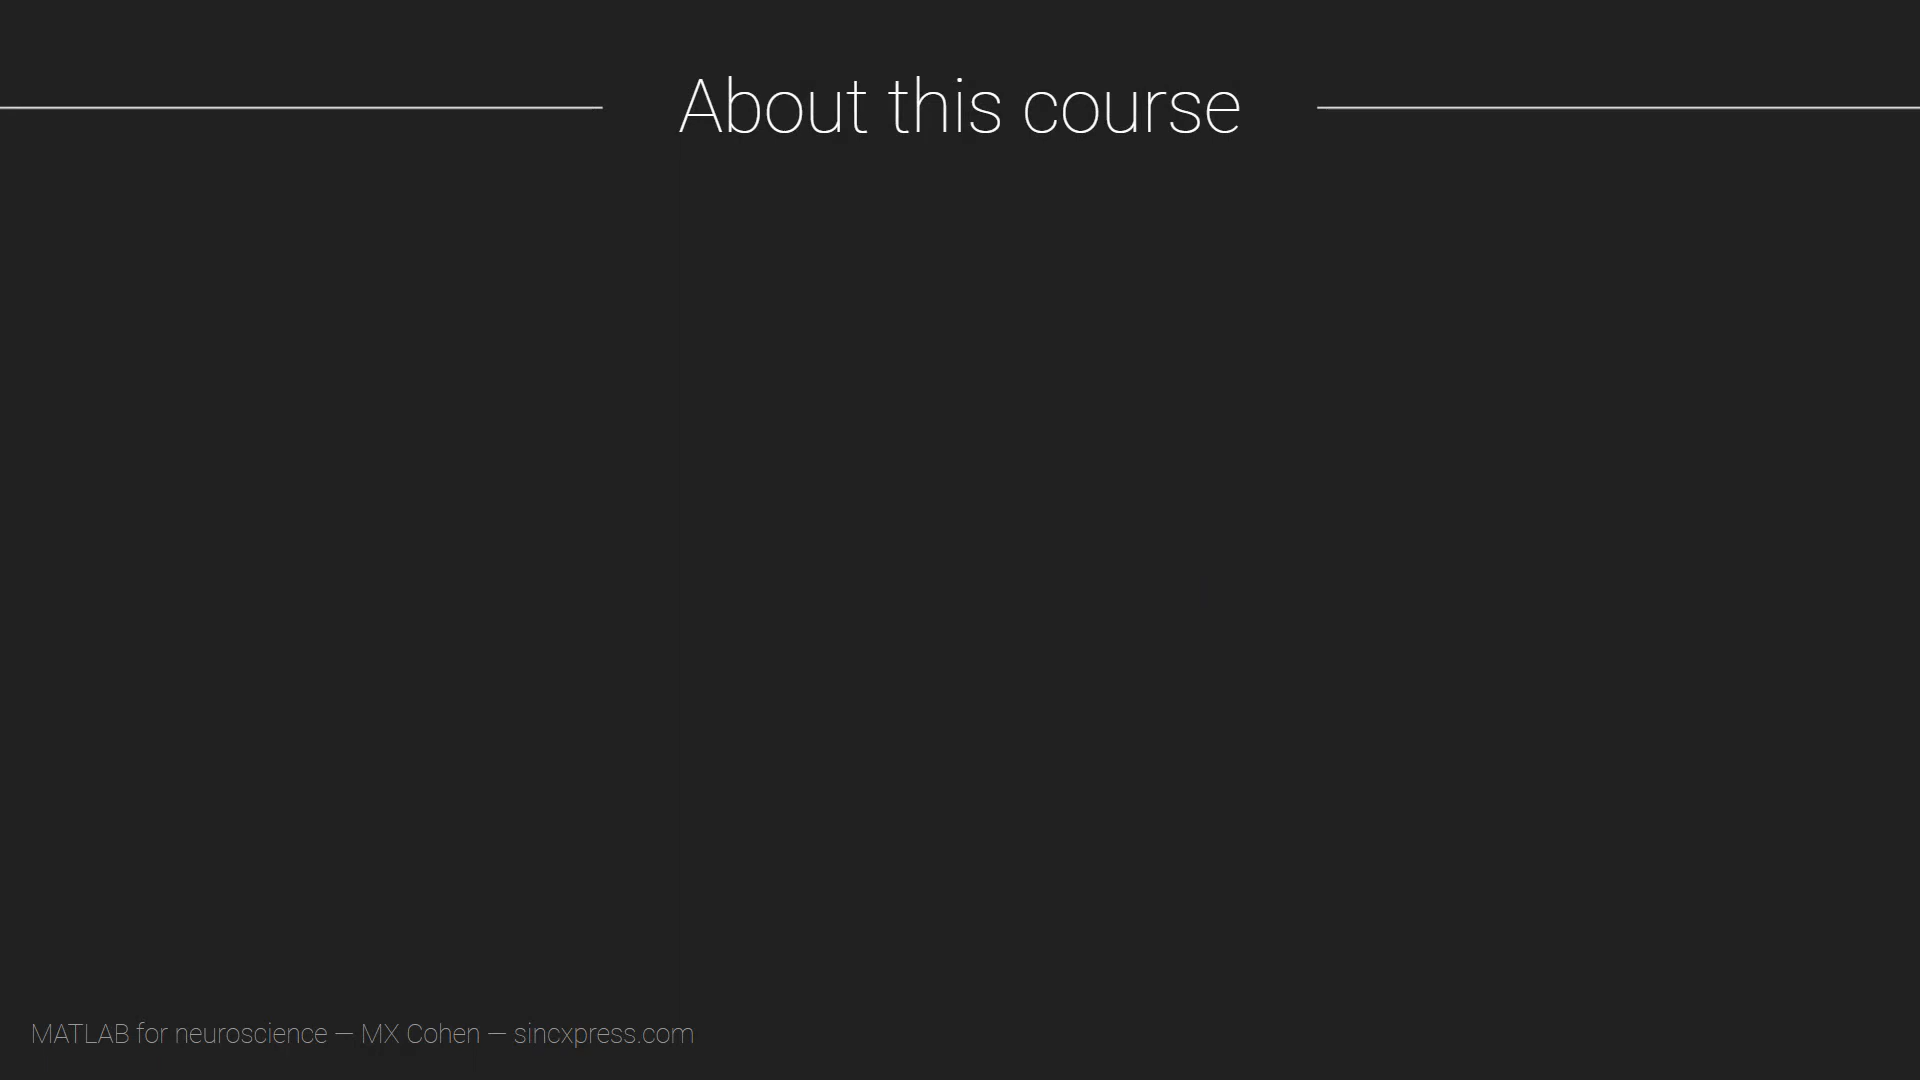 About this course
MATLAB for neuroscience — MX Cohen — sincxpress.com